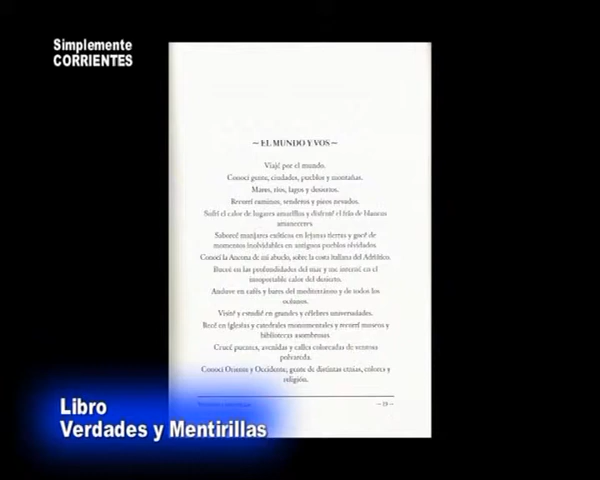 Simplemente
CORRIENTES
~ EL MUNDO Y VOS ~
Viajé por el mundo.
Conocí gente, ciudades, pueblos y montañas.
Mares, ríos, lagos y desiertos.
Recorrí caminos, senderos y picos nevados.
Sufrí el calor de lugares amarillos y disfruté el frío de blancos
amaneceres.
Saboreé manjares exóticos en lejanas tierras y gocé de
momentos inolvidables en antiguos pueblos olvidados.
Conocí la Ancona de mi abuelo, sobre la costa italiana del Adriático.
Buceé en las profundidades del mar y me interné en el
insoportable calor del desierto.
Anduve en cafés y bares del mediterráneo y de todos los
océanos.
Visité y estudié en grandes y célebres universidades.
Recé en Iglesias y catedrales monumentales y recorrí museos y
bibliotecas asombrosas.
Crucé puentes, avenidas y calles coloreadas de ventosa
polvareda.
Conocí Oriente y Occidente, gente de distintas etnias, colores y
religión.
Libro
Verdades y Mentirillas